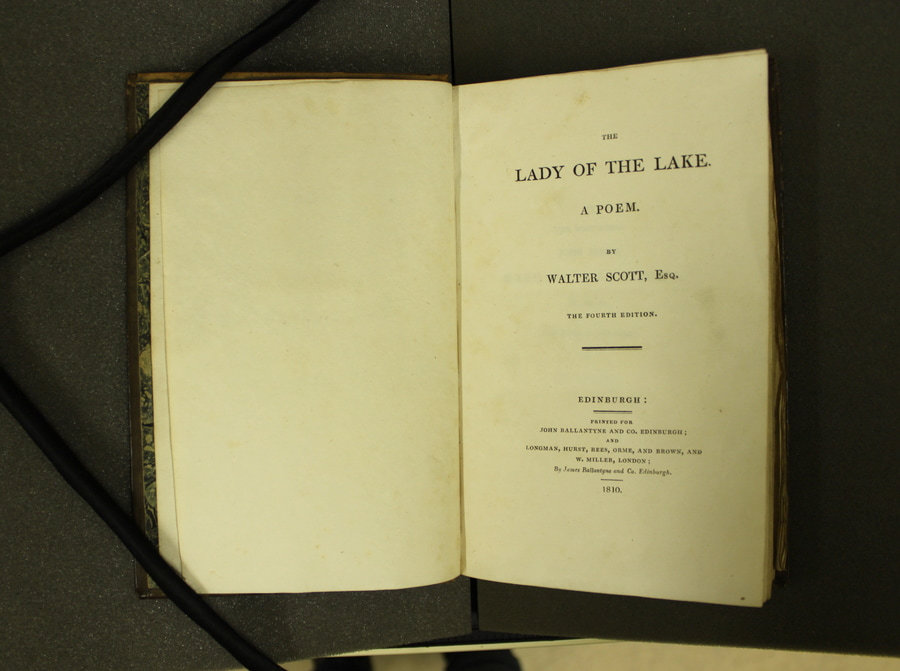 THE
LADY OF THE LAKE.
A POEM.
BY
WALTER SCOTT, Esq.
THE FOURTH EDITION.
EDINBURGH:
PRINTED FOR
JOHN BALLANTYNE AND CO. EDINBURGH;
AND
LONGMAN, HURST, REES, ORME, AND BROWN, AND
W. MILLER, LONDON;
By James Ballantyne and Co. Edinburgh.
1810.